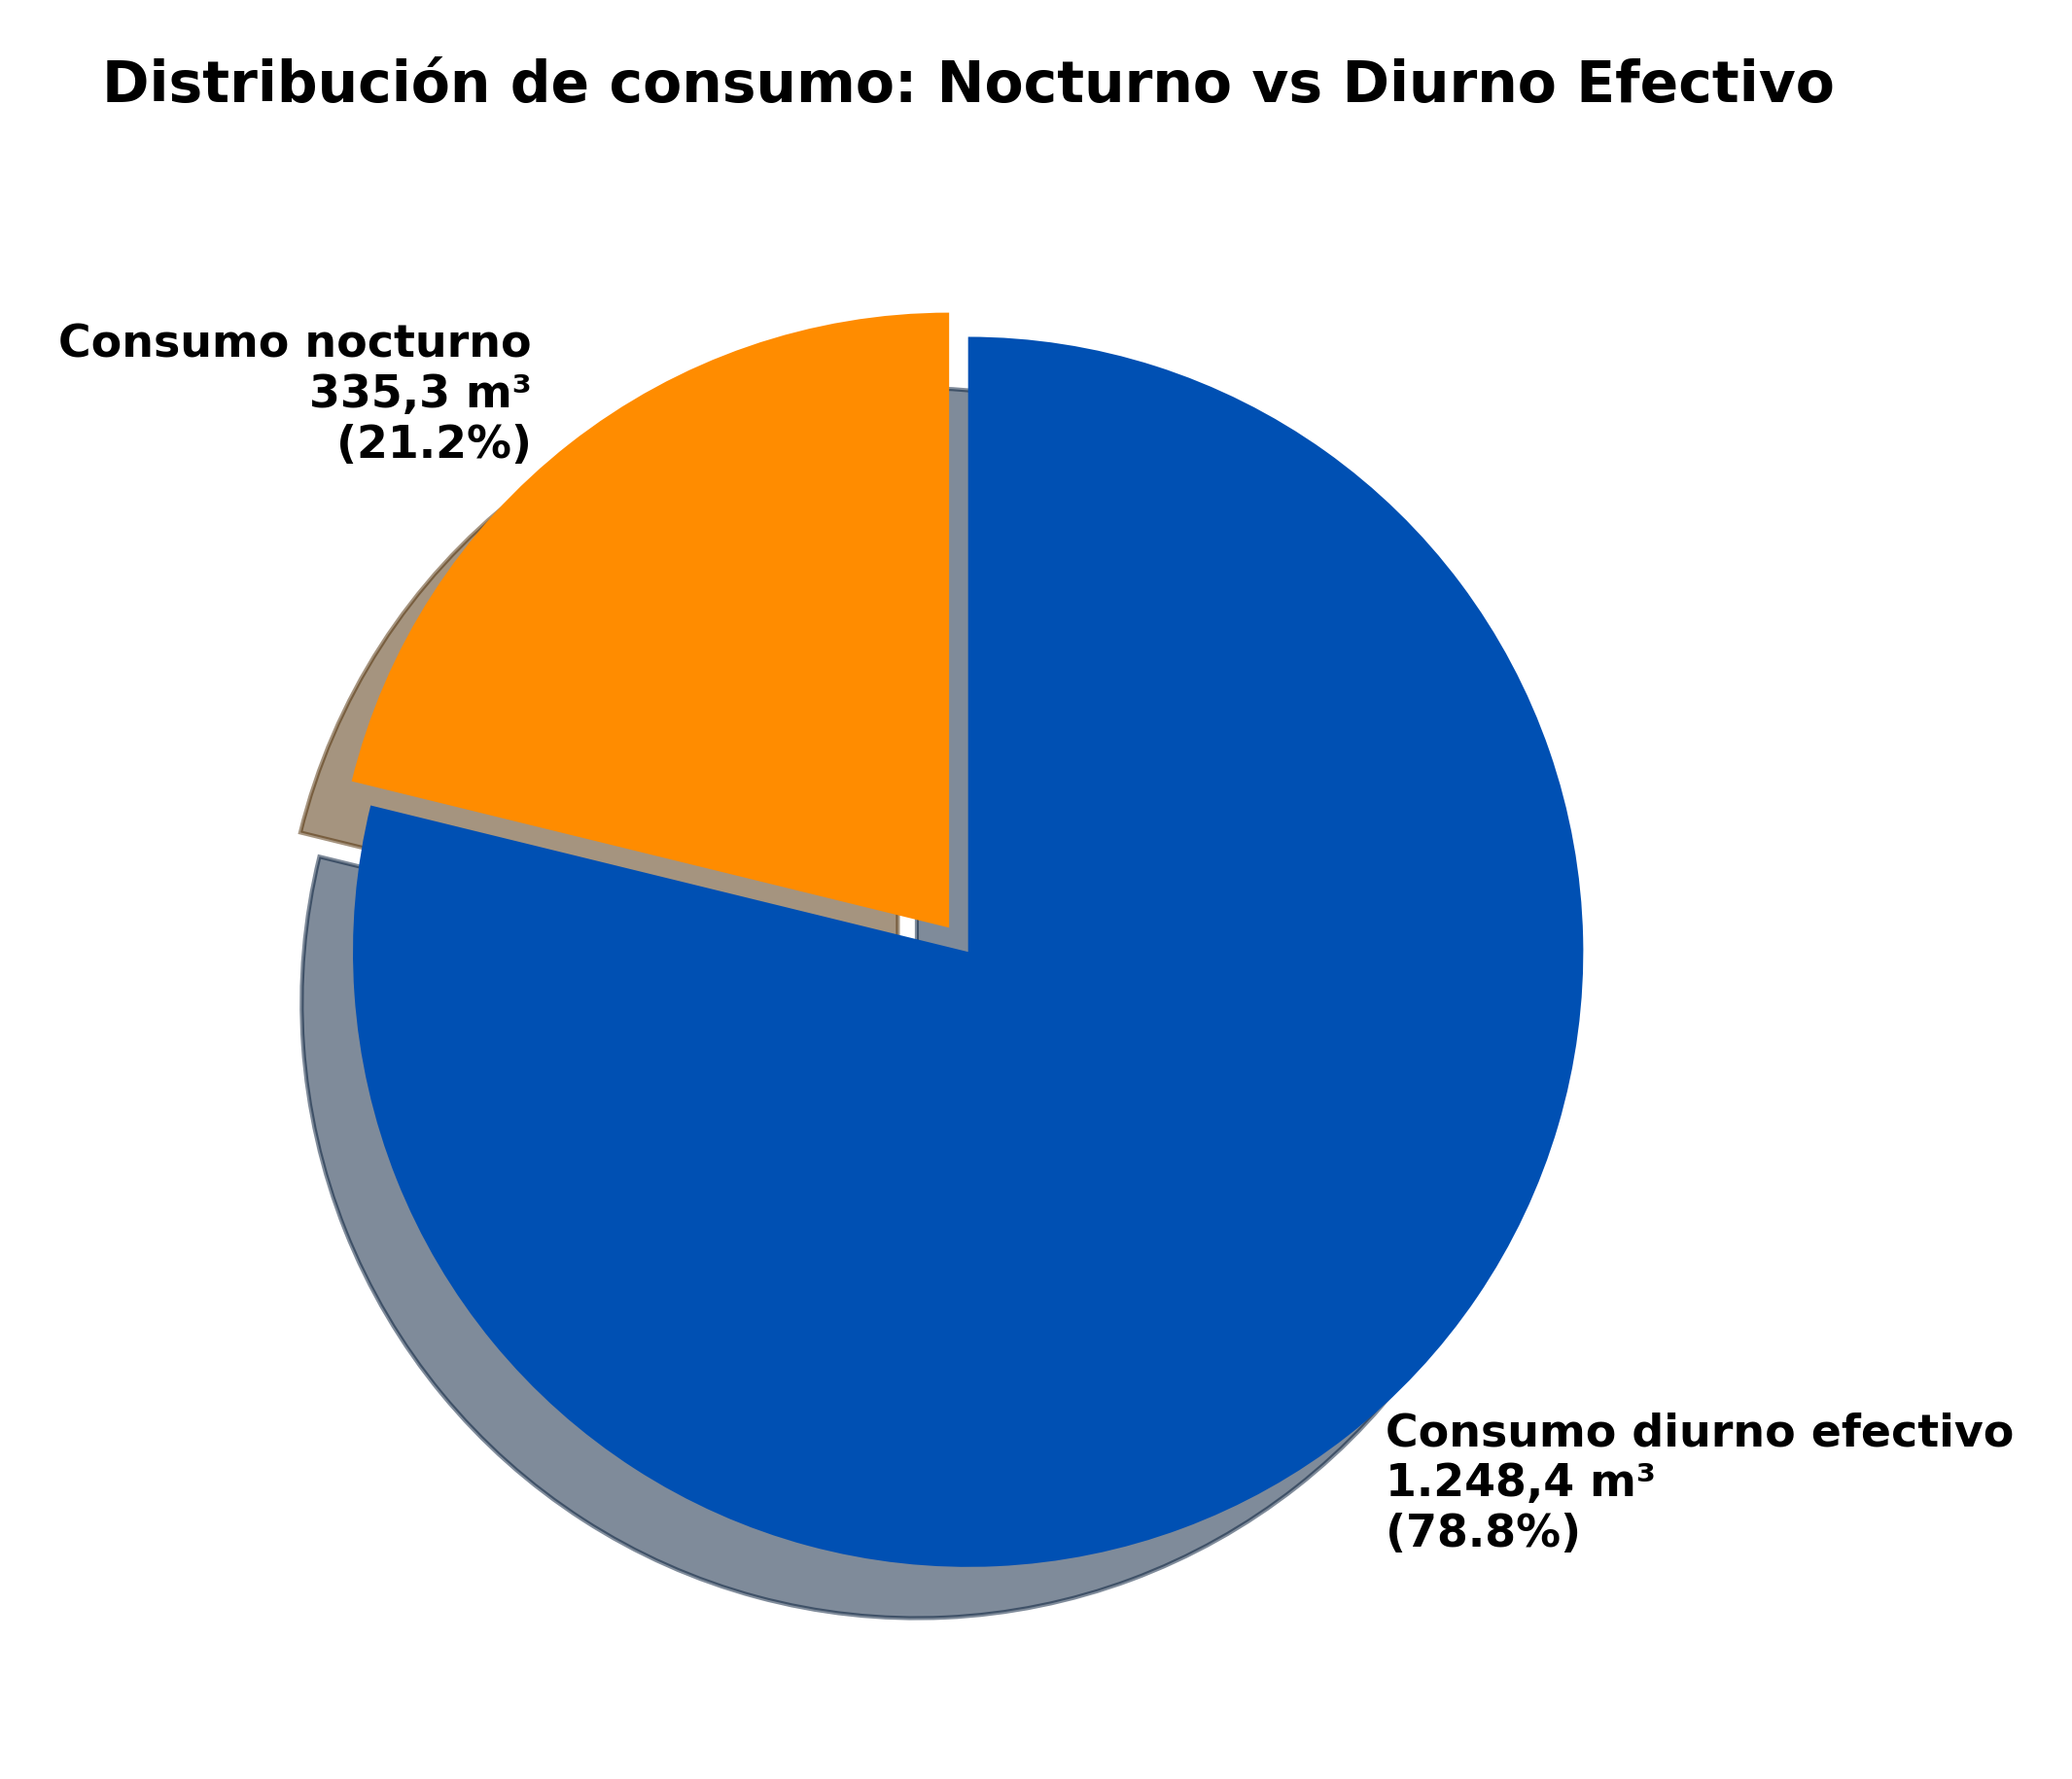 Distribución de consumo: Nocturno vs Diurno Efectivo
Consumo nocturno
335,3 m³
(21.2%)
Consumo diurno efectivo
1.248,4 m³
(78.8%)